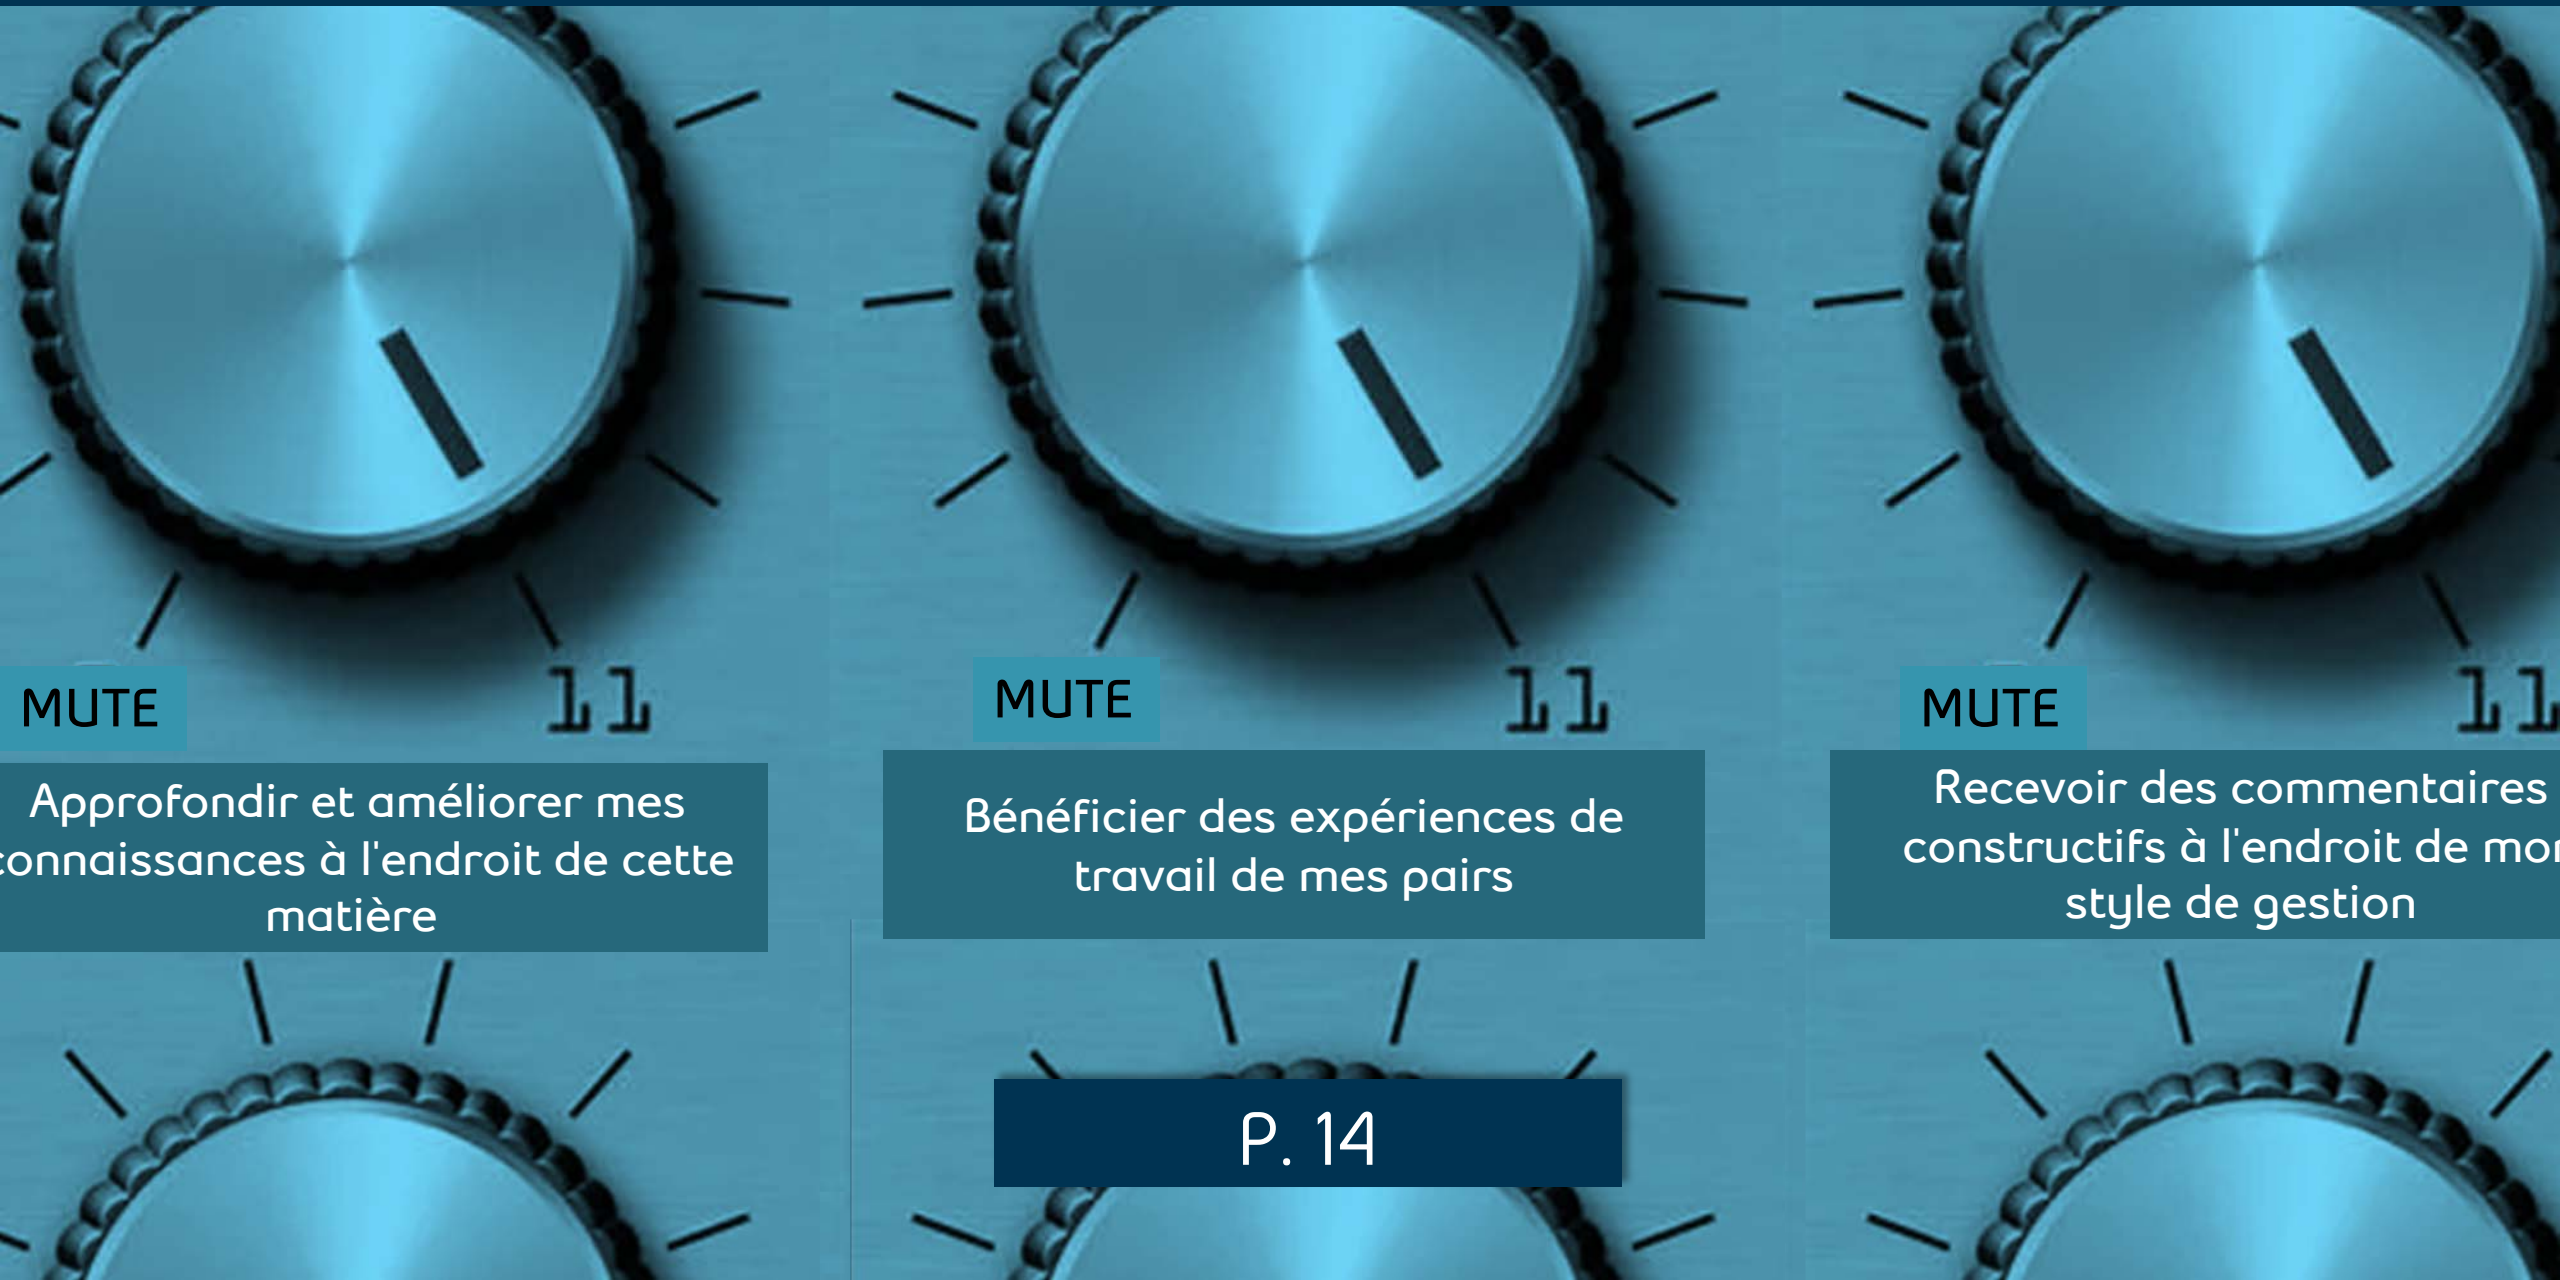 MUTE
11
Approfondir et améliorer mes
connaissances à l'endroit de cette
matière
MUTE
11
Bénéficier des expériences de
travail de mes pairs
MUTE
11
Recevoir des commentaires
constructifs à l'endroit de mon
style de gestion
P. 14